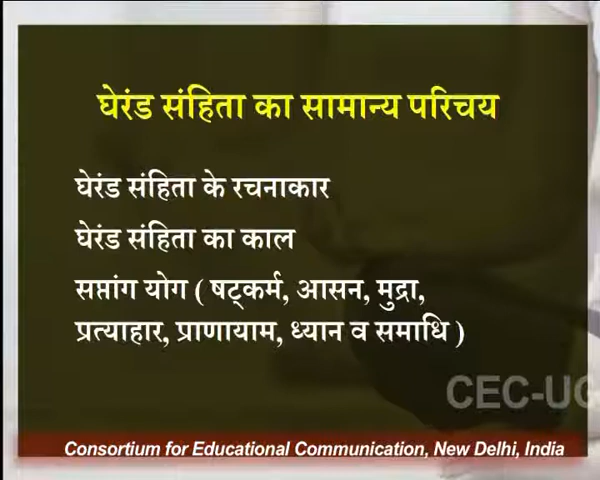 घेरंड संहिता का सामान्य परिचय
घेरंड संहिता के रचनाकार
घेरंड संहिता का काल
सप्तांग योग ( षट्कर्म, आसन, मुद्रा,
प्रत्याहार, प्राणायाम, ध्यान व समाधि )
CEC-UG
Consortium for Educational Communication, New Delhi, India